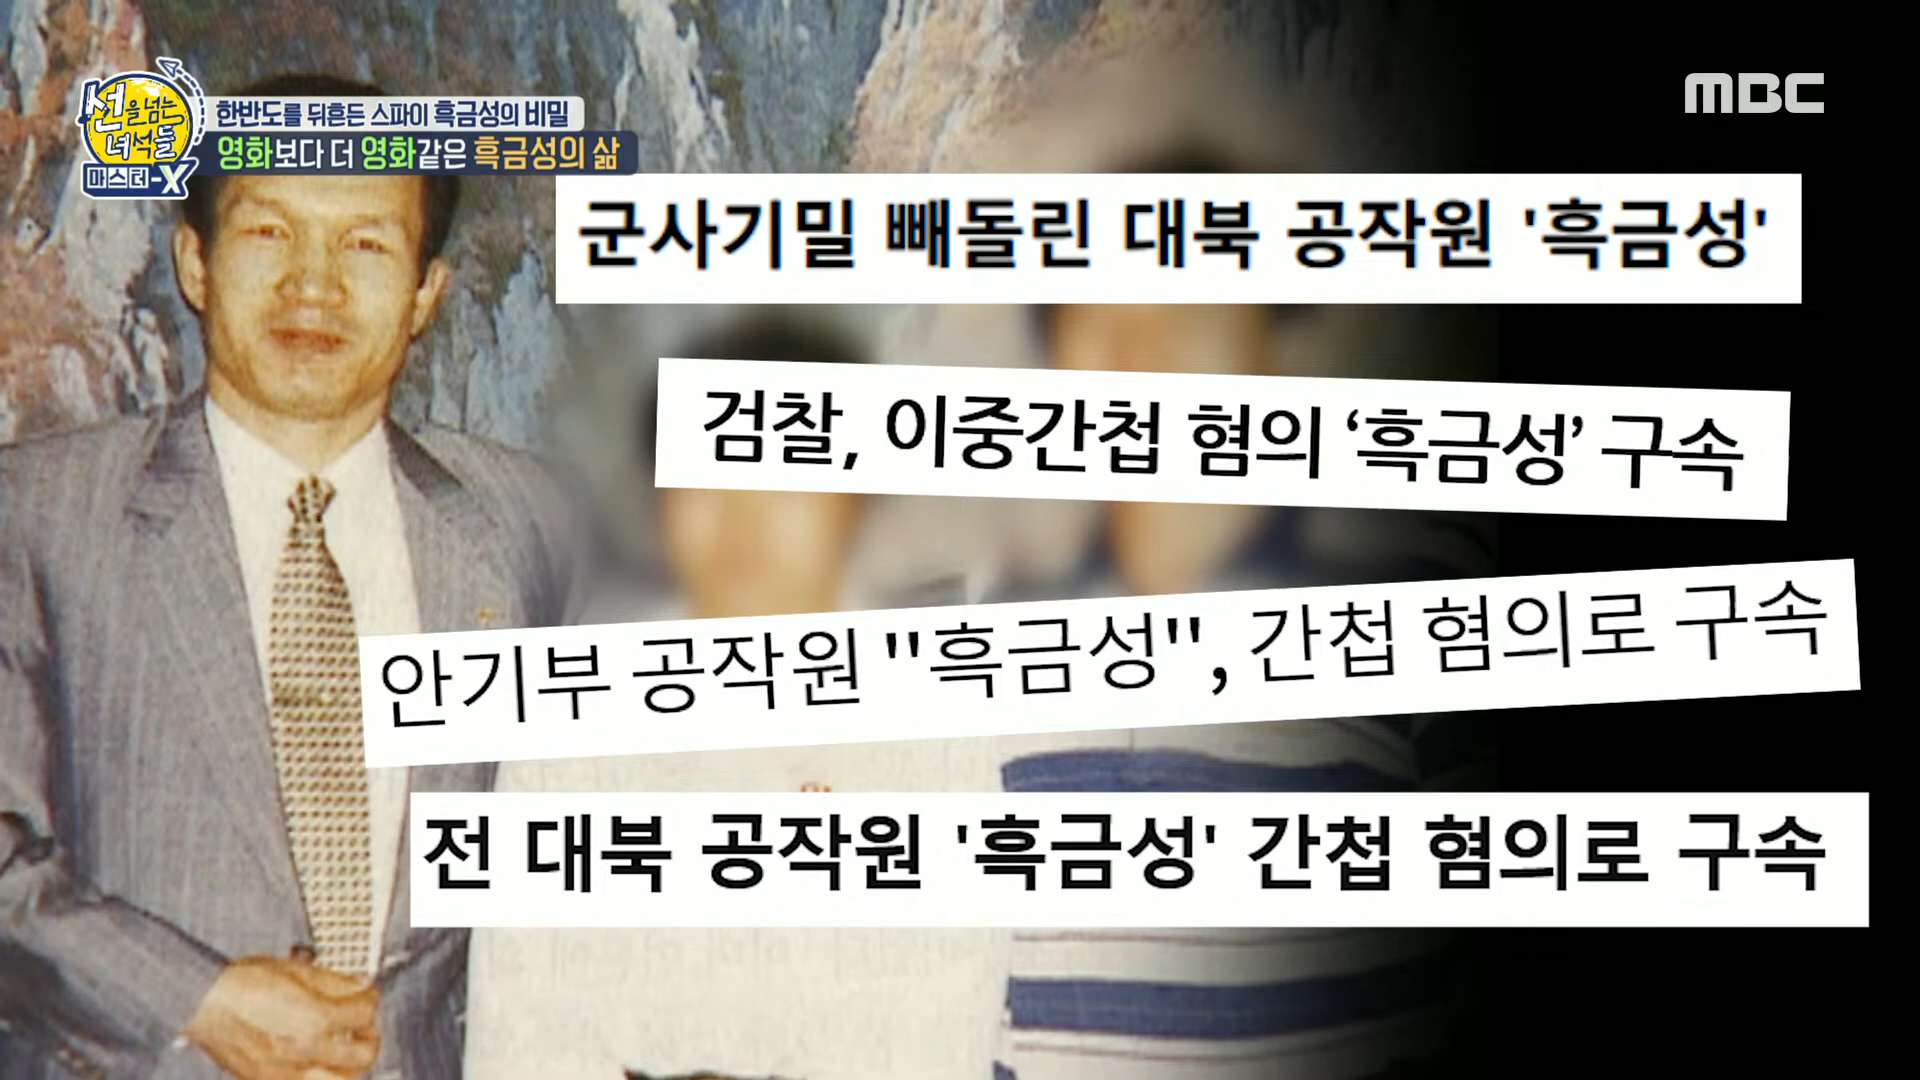 선을 넘는 녀석들
마스터-X
한반도를 뒤흔든 스파이 흑금성의 비밀
영화보다 더 영화같은 흑금성의 삶
MBC
군사기밀 빼돌린 대북 공작원 '흑금성'
검찰, 이중간첩 혐의 ‘흑금성’ 구속
안기부 공작원 "흑금성", 간첩 혐의로 구속
전 대북 공작원 '흑금성' 간첩 혐의로 구속